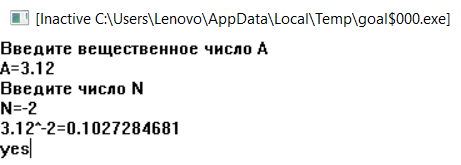 [Inactive C:\Users\Lenovo\AppData\Local\Temp\goal$000.exe]
Введите вещественное число A
A=3.12
Введите число N
N=-2
3.12^-2=0.1027284681
yes